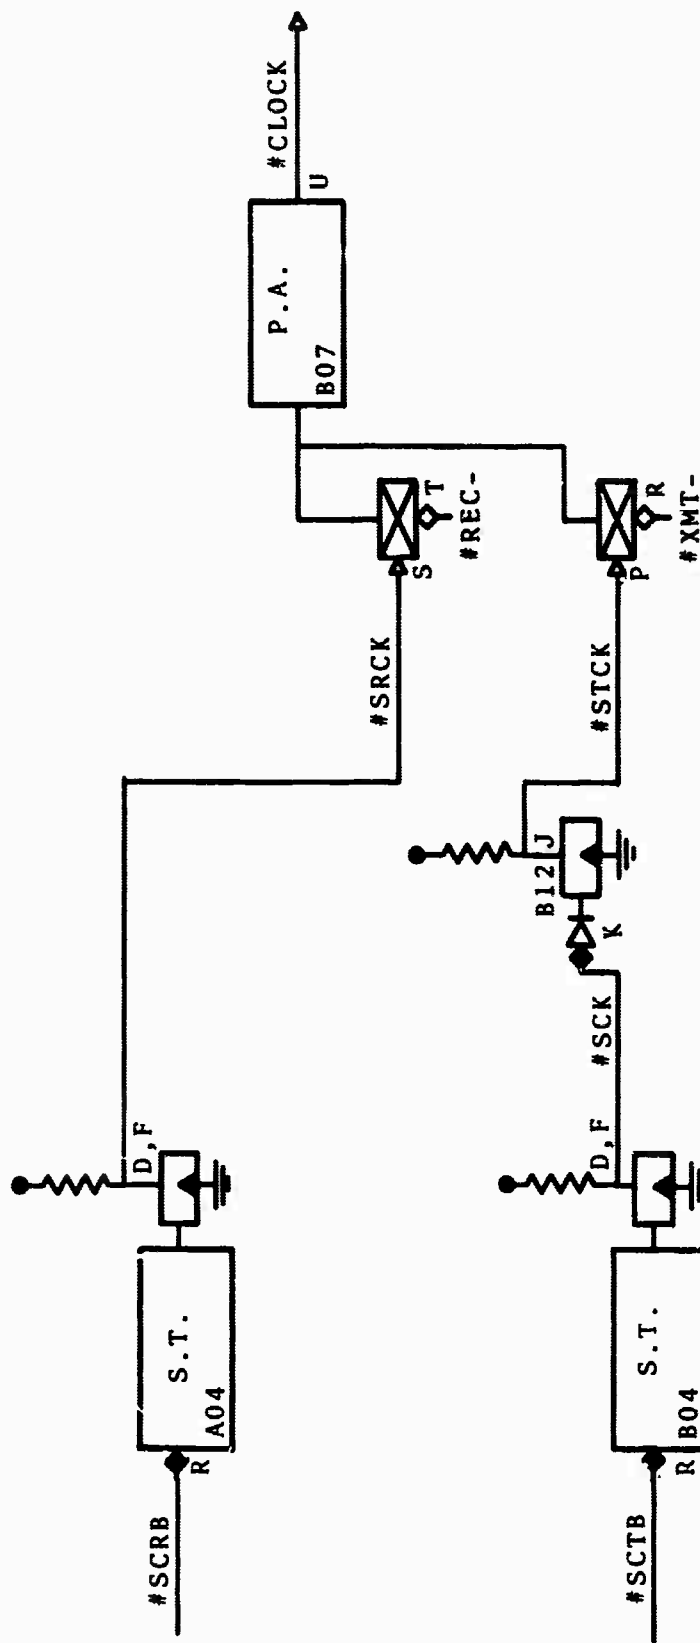 #CLOCK
U
P.A.
B07
T
#REC-
S
R
#XMT-
P
#SRCK
#STCK
J
B12
K
#SCK
D,F
D,F
S.T.
A04
R
S.T.
B04
R
#SCRB
#SCTB